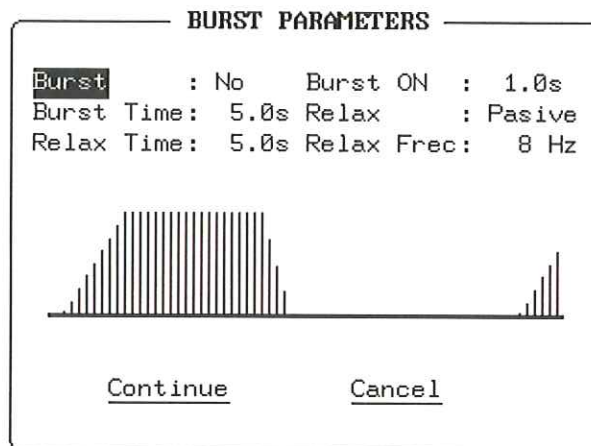 BURST PARAMETERS
Burst : No Burst ON : 1.0s
Burst Time: 5.0s Relax : Pasive
Relax Time: 5.0s Relax Frec: 8 Hz
Continue Cancel